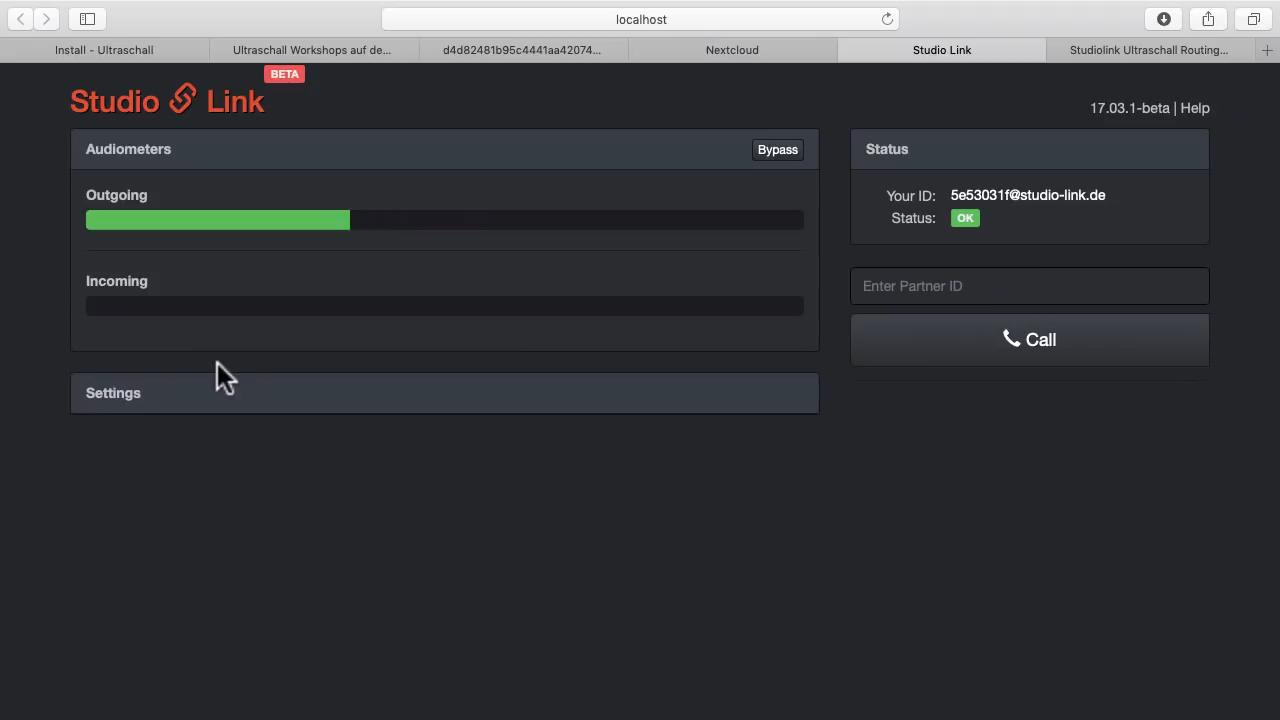 localhost
Install - Ultraschall
Ultraschall Workshops auf de...
d4d82481b95c4441aa42074...
Nextcloud
Studio Link
Studiolink Ultraschall Routing...
Studio Link
BETA
17.03.1-beta | Help
Audiometers
Bypass
Outgoing
Incoming
Settings
Status
Your ID: 5e53031f@studio-link.de
Status: OK
Enter Partner ID
Call